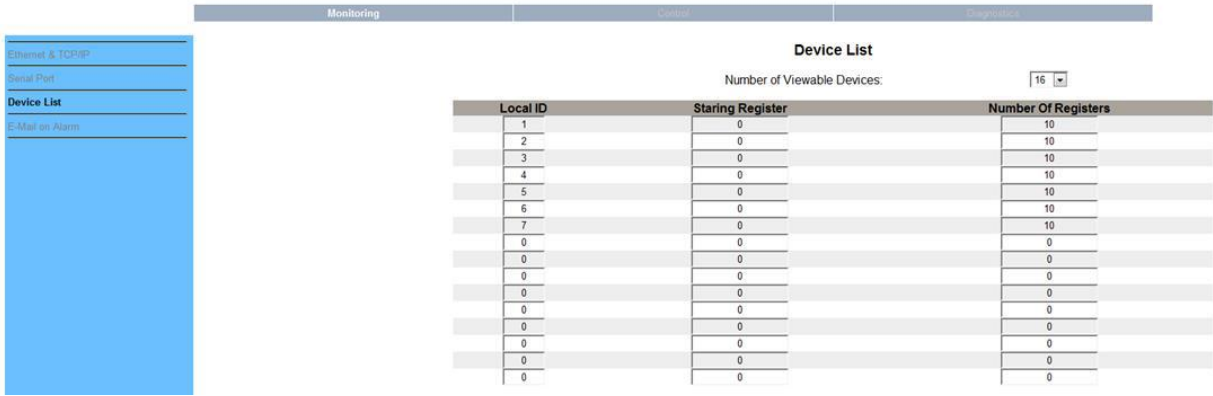 Monitoring Control Diagnostics
Ethernet & TCP/IP
Serial Port
Device List
E-Mail on Alarm
Device List
Number of Viewable Devices: 16
Local ID Staring Register Number Of Registers
1 0 10
2 0 10
3 0 10
4 0 10
5 0 10
6 0 10
7 0 10
0 0 0
0 0 0
0 0 0
0 0 0
0 0 0
0 0 0
0 0 0
0 0 0
0 0 0